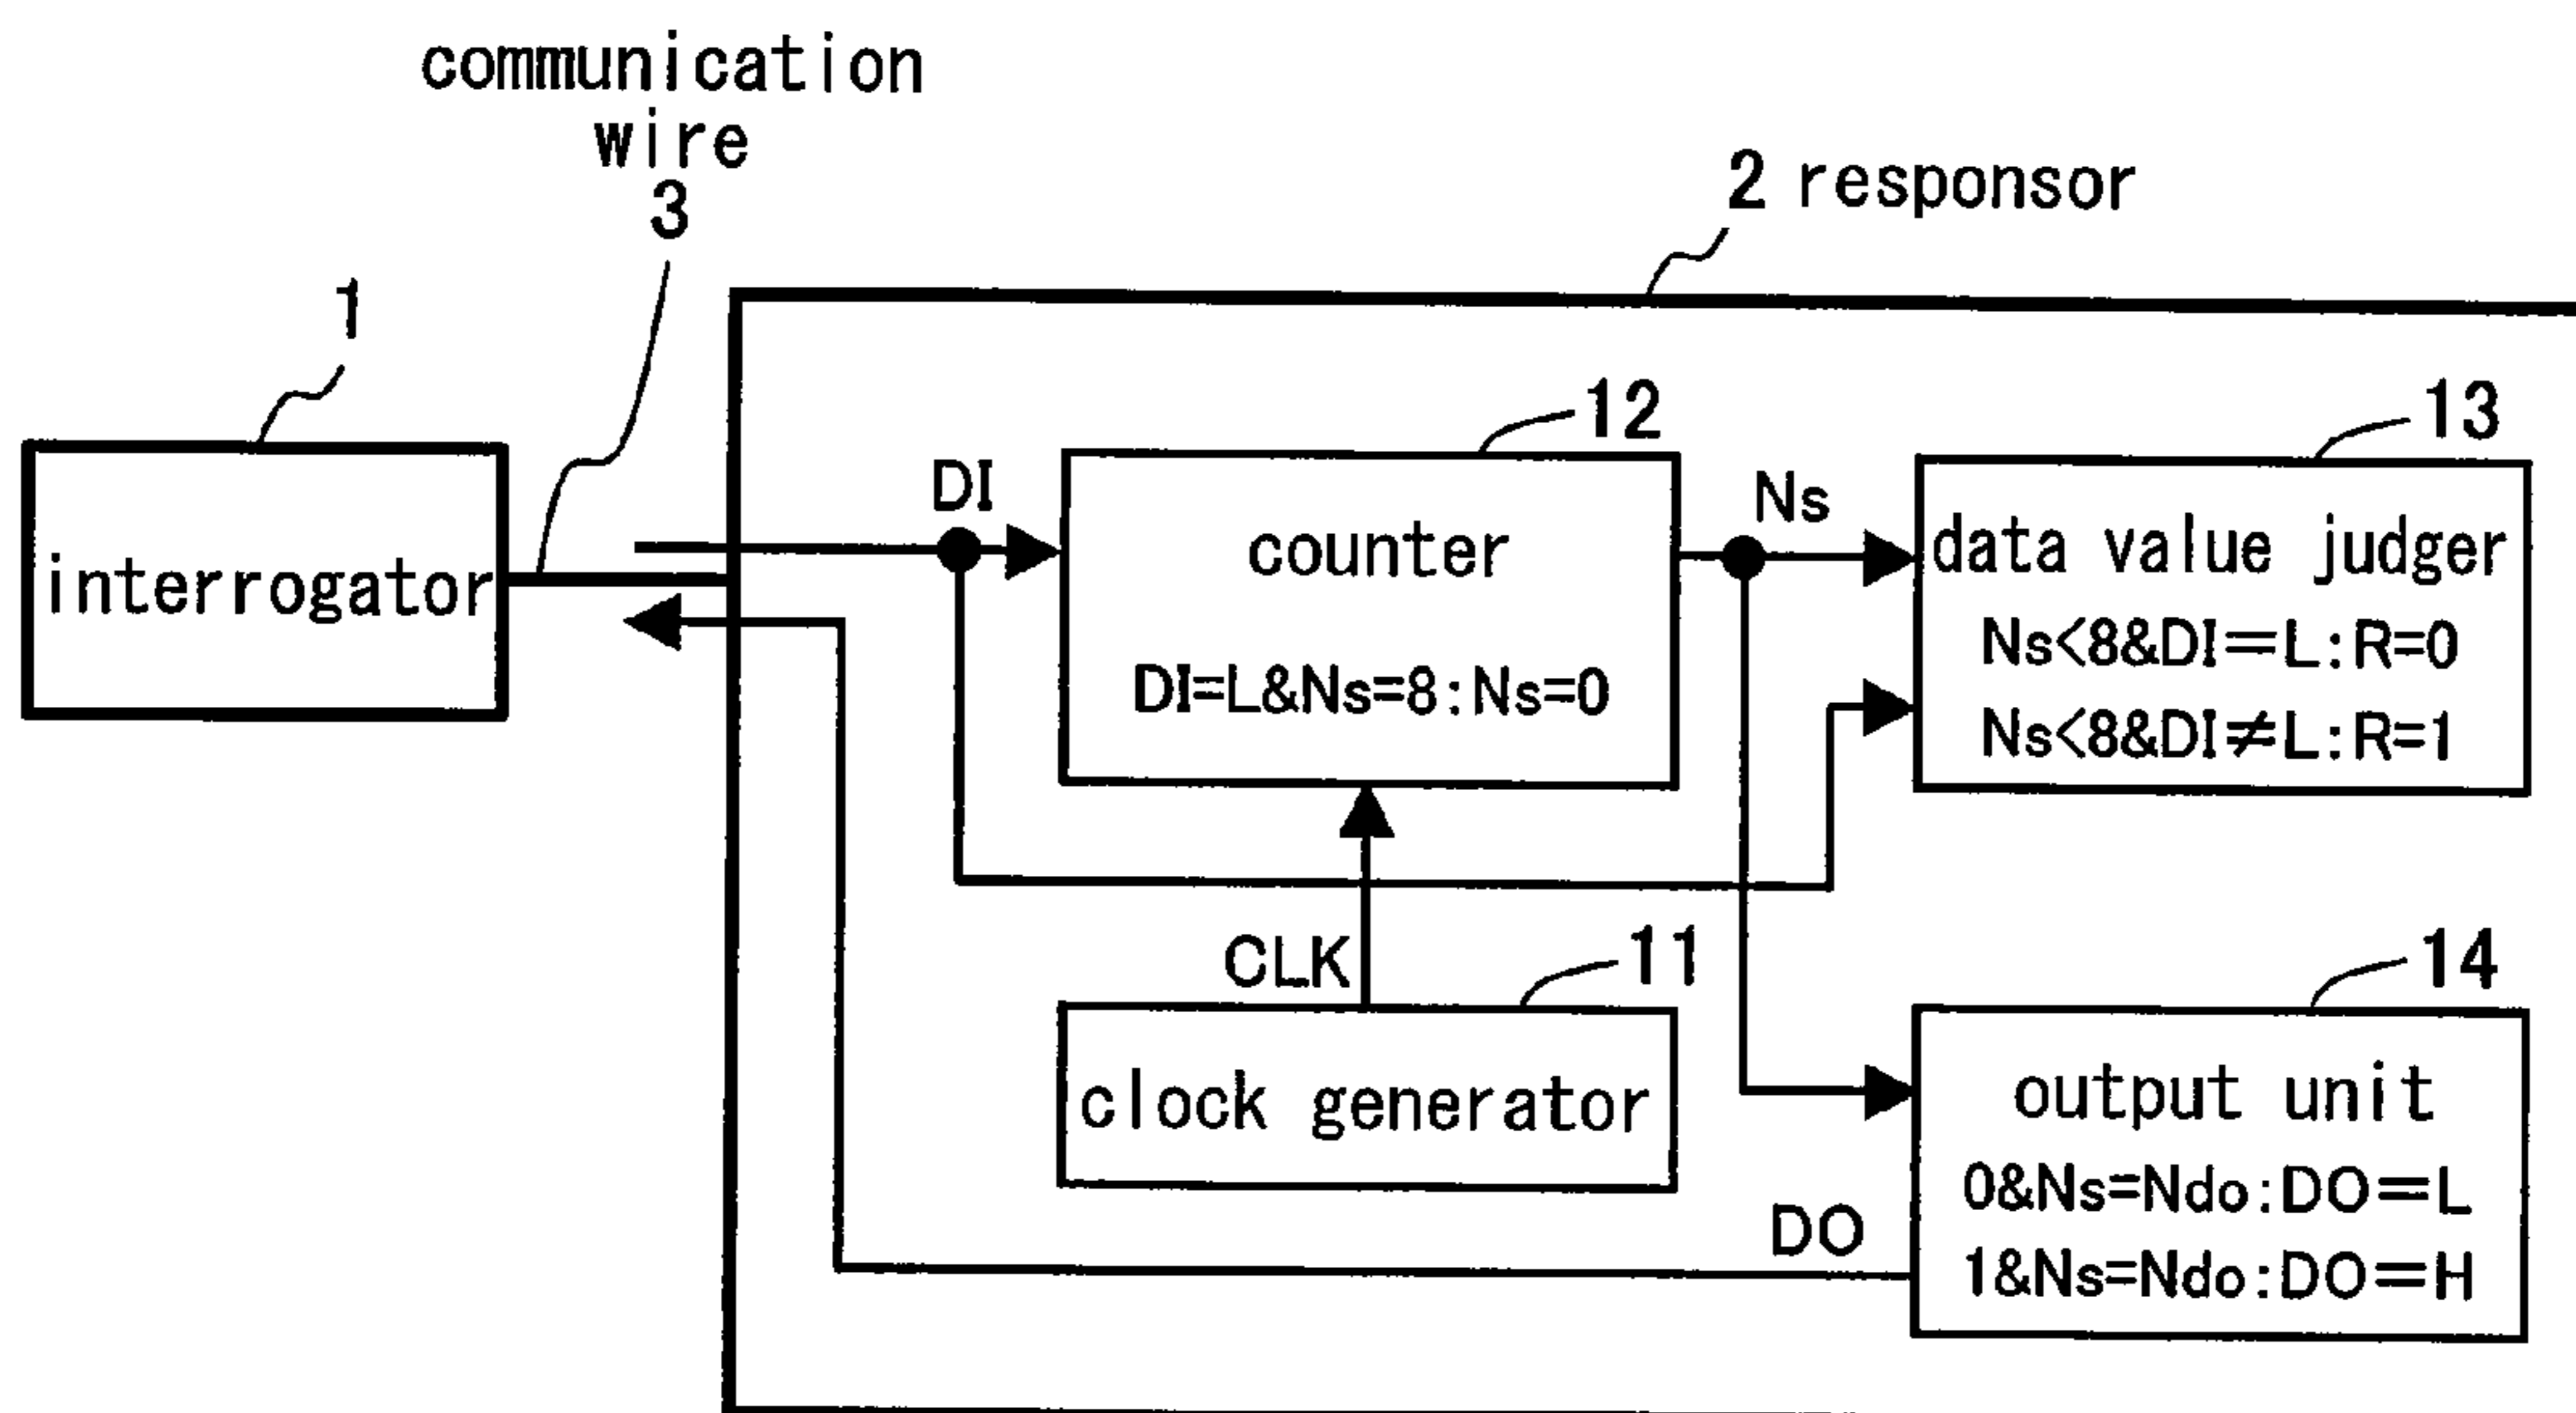 communication
wire
3
2 responsor
1
interrogator
DI
12
counter
DI=L&Ns=8:Ns=0
Ns
13
data value judger
Ns<8&DI=L:R=0
Ns<8&DI≠L:R=1
CLK
11
clock generator
14
output unit
0&Ns=Ndo:DO=L
1&Ns=Ndo:DO=H
DO